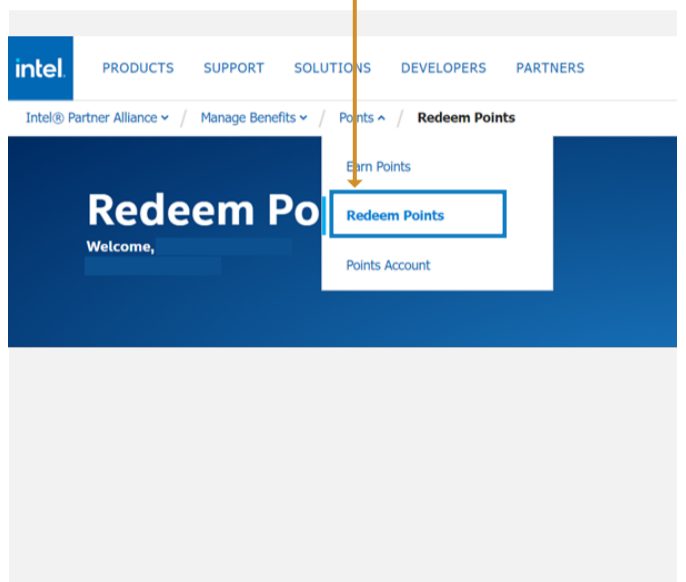 intel. PRODUCTS SUPPORT SOLUTIONS DEVELOPERS PARTNERS
Intel® Partner Alliance / Manage Benefits / Points / Redeem Points
Earn Points
Redeem Po
Redeem Points
Welcome,
Points Account